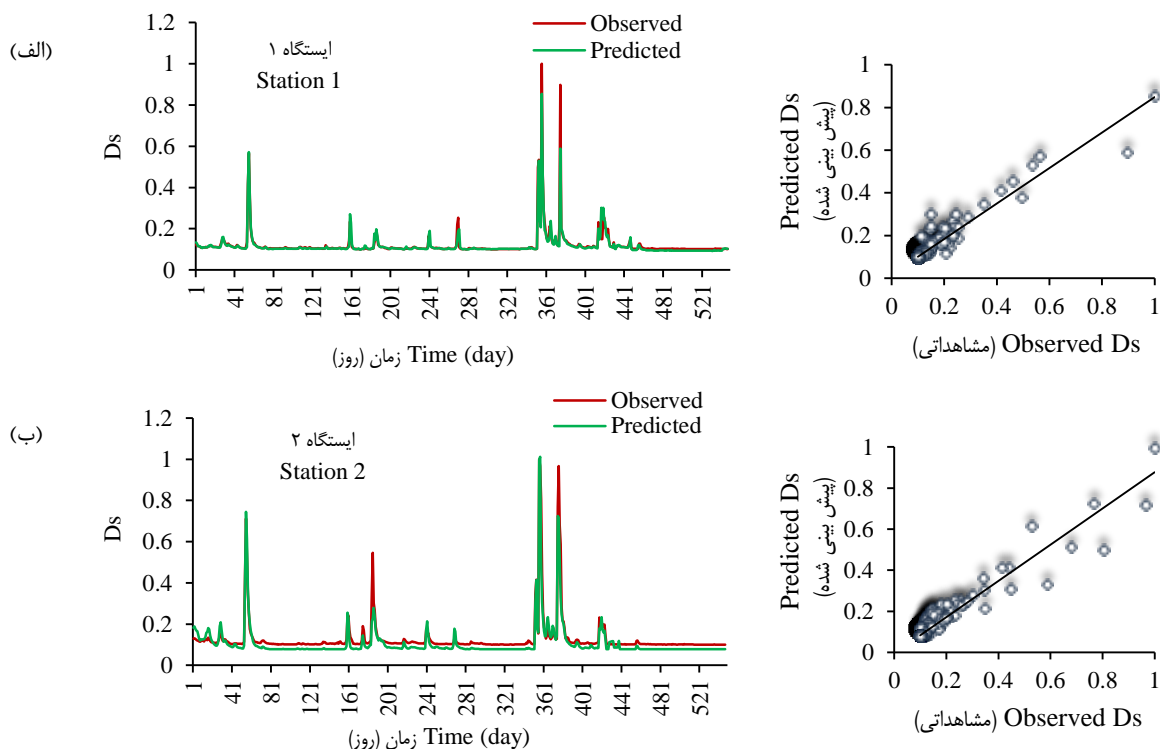 (الف)
ایستگاه ۱
Station 1
Observed
Predicted
Ds
1.2
1
0.8
0.6
0.4
0.2
0
1 41 81 121 161 201 241 281 321 361 401 441 481 521
زمان (روز) Time (day)
Predicted Ds
(پیش بینی شده)
1
0.8
0.6
0.4
0.2
0
0 0.2 0.4 0.6 0.8 1
(مشاهداتی) Observed Ds
(ب)
ایستگاه ۲
Station 2
Observed
Predicted
Ds
1.2
1
0.8
0.6
0.4
0.2
0
1 41 81 121 161 201 241 281 321 361 401 441 481 521
زمان (روز) Time (day)
Predicted Ds
(پیش بینی شده)
1
0.8
0.6
0.4
0.2
0
0 0.2 0.4 0.6 0.8 1
(مشاهداتی) Observed Ds